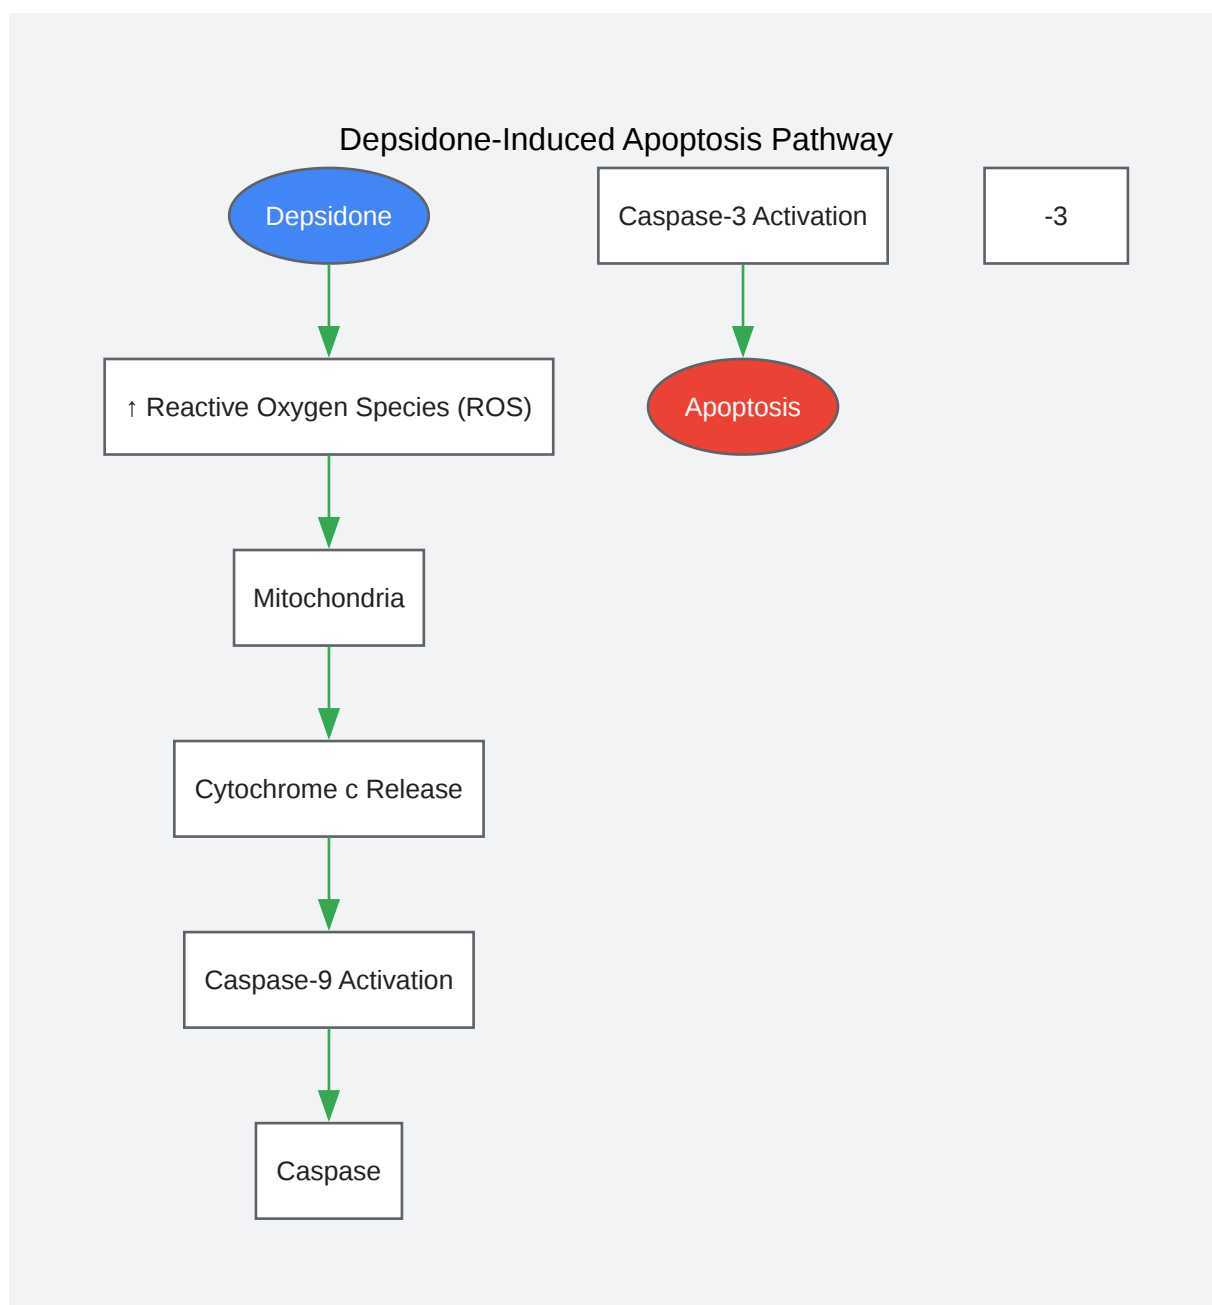 Depsidone-Induced Apoptosis Pathway
Depsidone
Caspase-3 Activation
-3
↑ Reactive Oxygen Species (ROS)
Apoptosis
Mitochondria
Cytochrome c Release
Caspase-9 Activation
Caspase